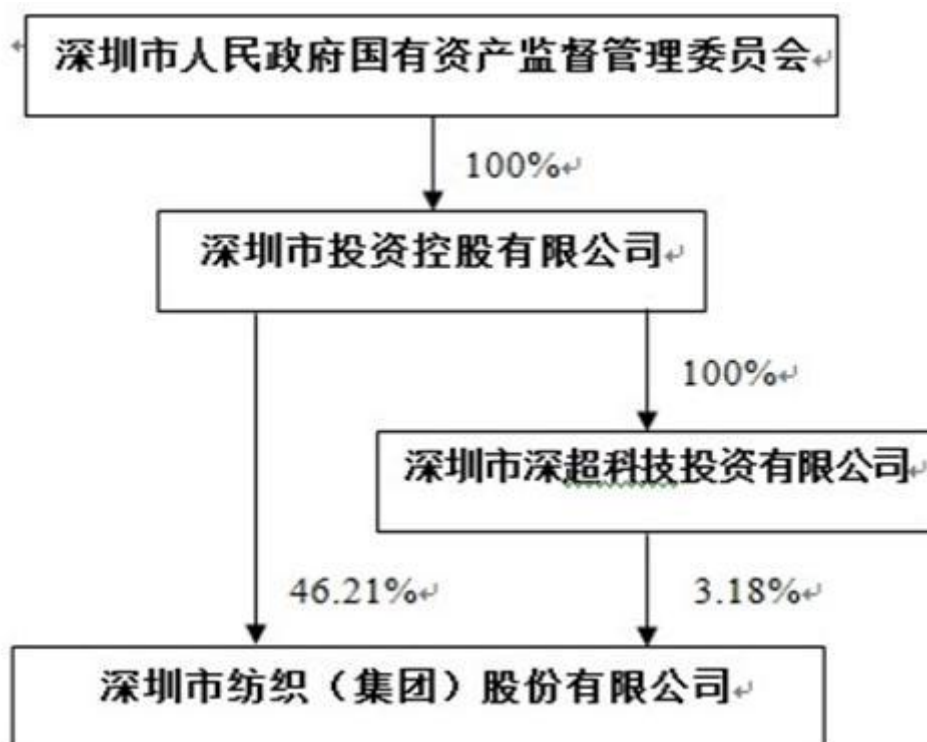 深圳市人民政府国有资产监督管理委员会
100%
深圳市投资控股有限公司
100%
深圳市深超科技投资有限公司
46.21%
3.18%
深圳市纺织（集团）股份有限公司